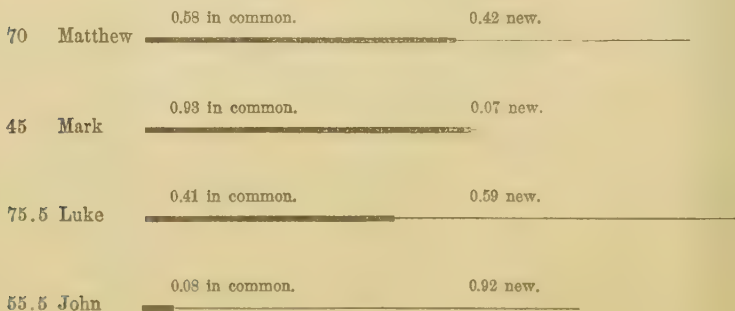 0.58 in common. 0.42 new.
70 Matthew
0.93 in common. 0.07 new.
45 Mark
0.41 in common. 0.59 new.
75.5 Luke
0.08 in common. 0.92 new.
55.5 John